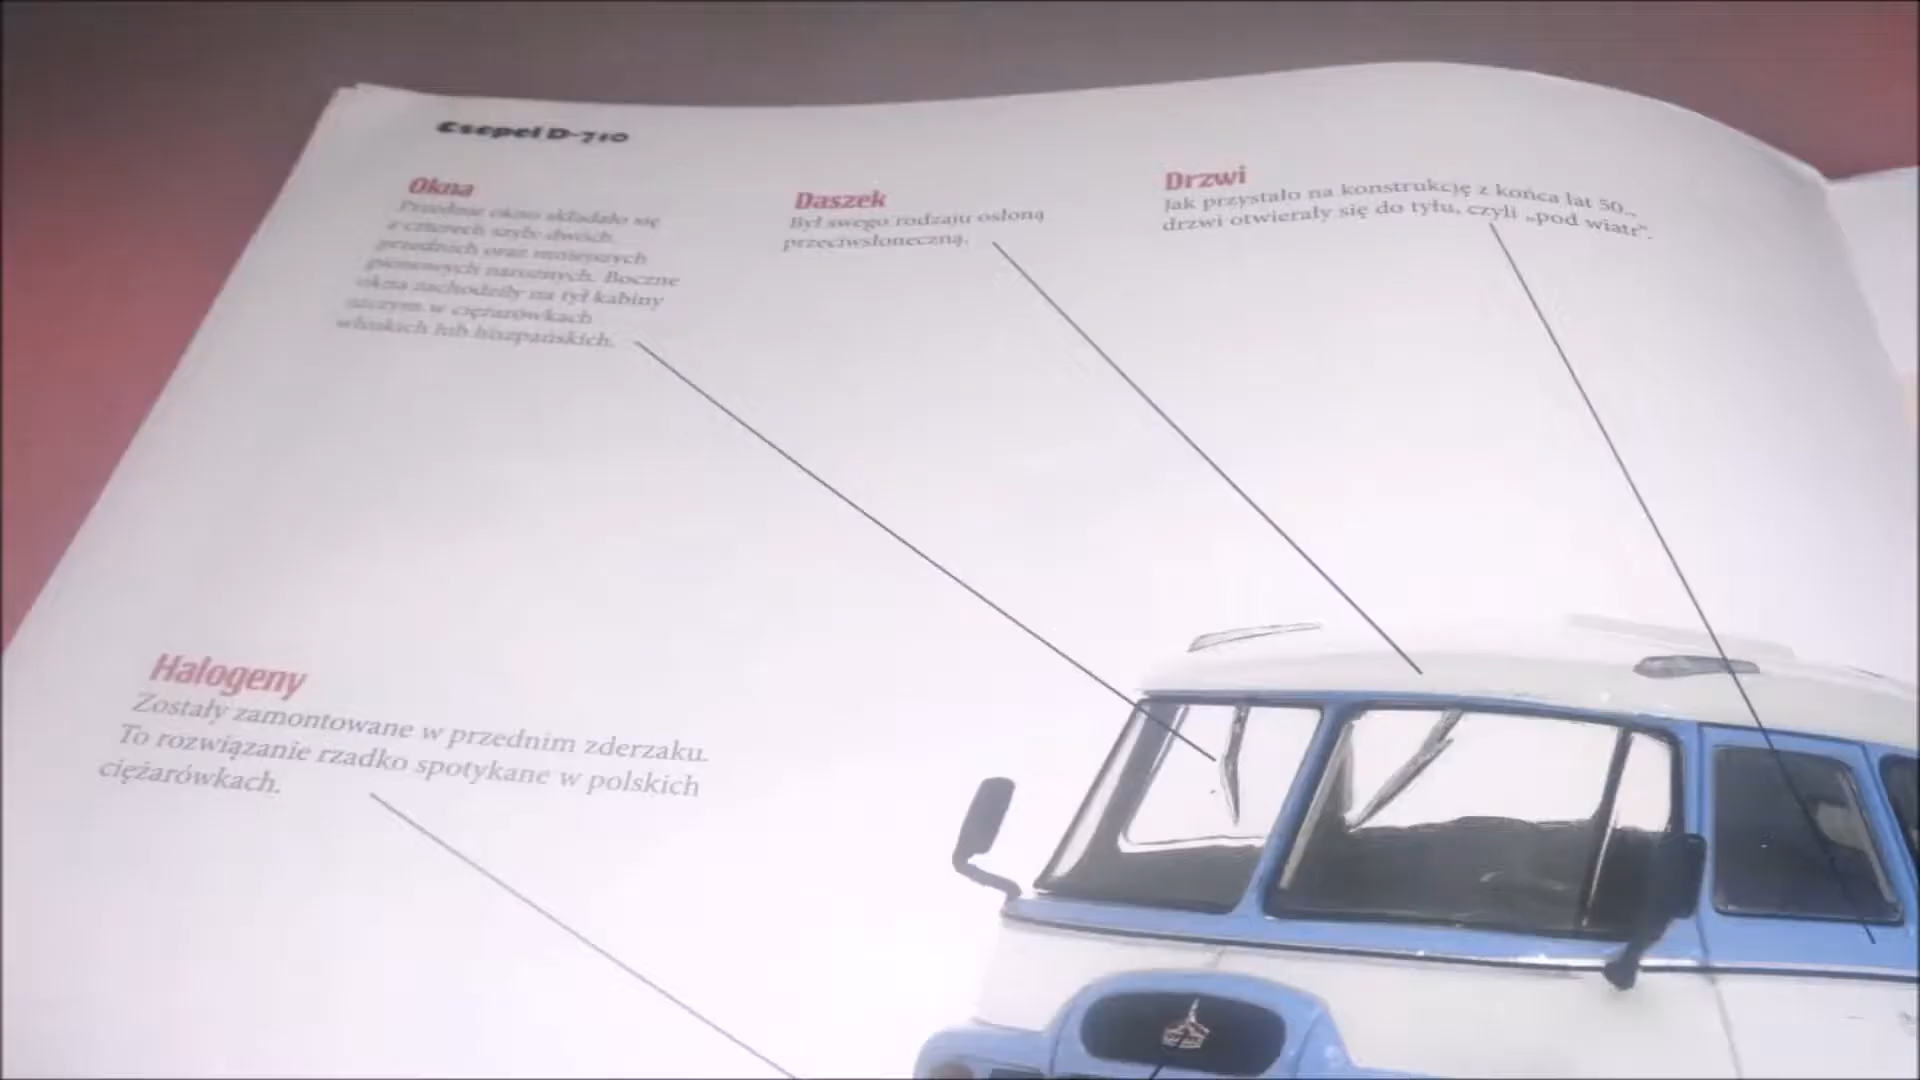 Csepel D-710
Okna
Przednie okno składało się
z czterech szyb: dwóch
przednich oraz mniejszych
pionowych narożnych. Boczne
okna zachodziły na tył kabiny
niczym w ciężarówkach
włoskich lub hiszpańskich.
Daszek
Był swego rodzaju osłoną
przeciwsłoneczną.
Drzwi
Jak przystało na konstrukcję z końca lat 50.,
drzwi otwierały się do tyłu, czyli „pod wiatr”.
Halogeny
Zostały zamontowane w przednim zderzaku.
To rozwiązanie rzadko spotykane w polskich
ciężarówkach.